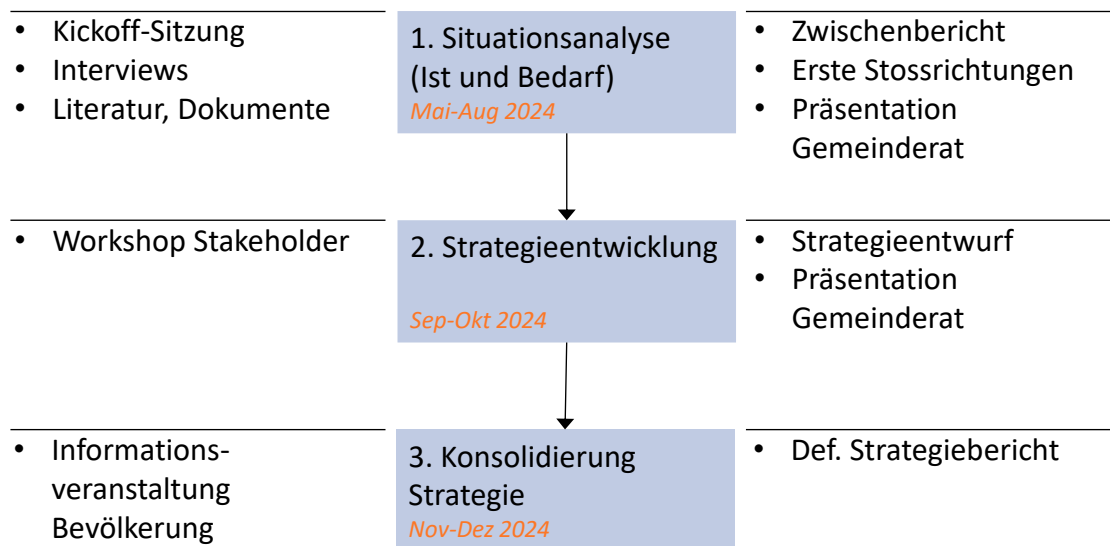 • Kickoff-Sitzung
• Interviews
• Literatur, Dokumente
1. Situationsanalyse
(Ist und Bedarf)
Mai-Aug 2024
• Zwischenbericht
• Erste Stossrichtungen
• Präsentation
Gemeinderat
• Workshop Stakeholder
2. Strategieentwicklung
Sep-Okt 2024
• Strategieentwurf
• Präsentation
Gemeinderat
• Informations-
veranstaltung
Bevölkerung
3. Konsolidierung
Strategie
Nov-Dez 2024
• Def. Strategiebericht